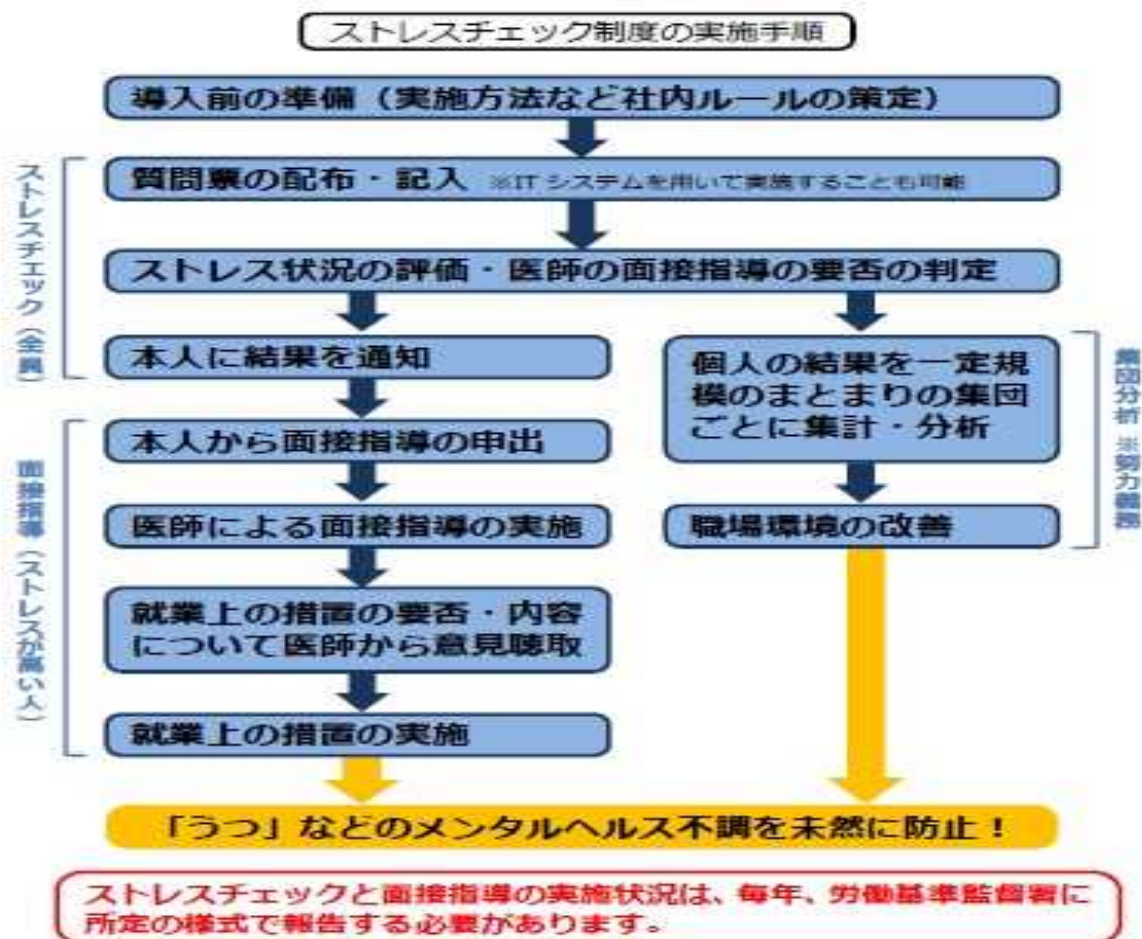 ストレスチェック制度の実施手順
導入前の準備（実施方法など社内ルールの策定）
ストレスチェック（全員）
質問票の配布・記入 ※ITシステムを用いて実施することも可能
ストレス状況の評価・医師の面接指導の要否の判定
本人に結果を通知
面接指導（ストレスが高い人）
本人から面接指導の申出
医師による面接指導の実施
就業上の措置の要否・内容
について医師から意見聴取
就業上の措置の実施
集団分析 ※努力義務
個人の結果を一定規
模のまとまりの集団
ごとに集計・分析
職場環境の改善
「うつ」などのメンタルヘルス不調を未然に防止！
ストレスチェックと面接指導の実施状況は、毎年、労働基準監督署に
所定の様式で報告する必要があります。